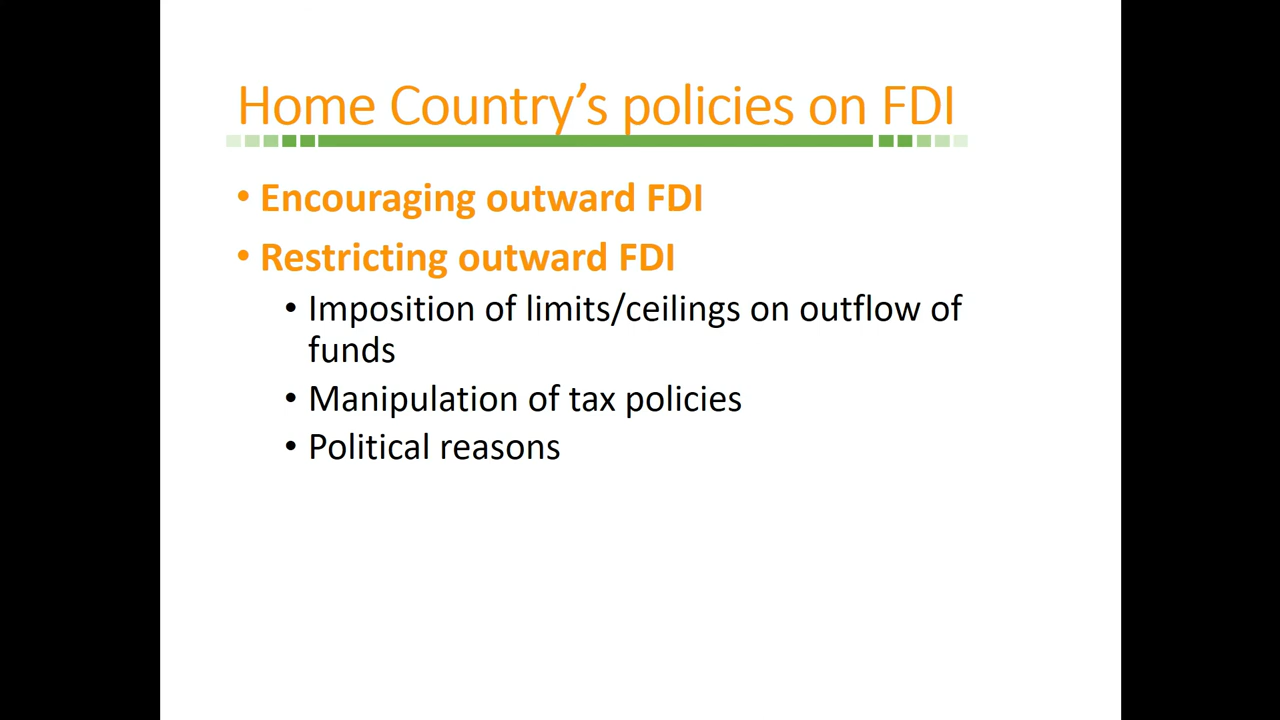 Home Country’s policies on FDI
• Encouraging outward FDI
• Restricting outward FDI
• Imposition of limits/ceilings on outflow of
funds
• Manipulation of tax policies
• Political reasons